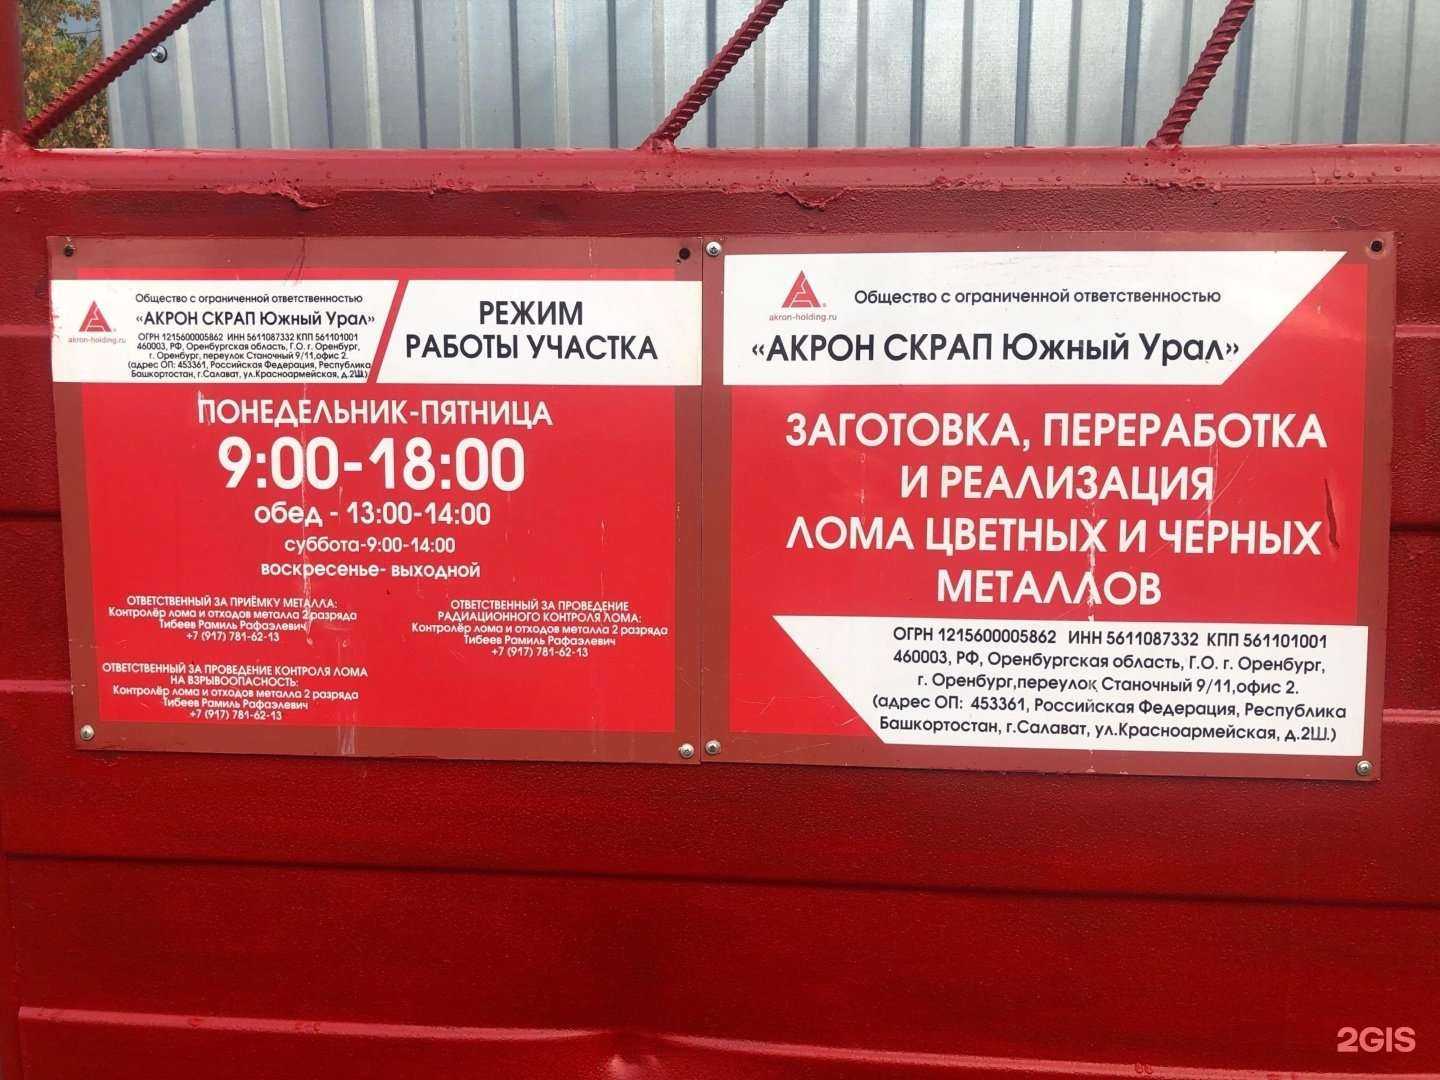 Общество с ограниченной ответственностью
«АКРОН СКРАП Южный Урал»
akron-holding.ru
ОГРН 1215600005862 ИНН 5611087332 КПП 561101001
460003, РФ, Оренбургская область, Г.О. г. Оренбург,
г. Оренбург, переулок Станочный 9/11,офис 2.
(адрес ОП: 453361, Российская Федерация, Республика
Башкортостан, г.Салават, ул.Красноармейская, д.2Ш.)
РЕЖИМ
РАБОТЫ УЧАСТКА
ПОНЕДЕЛЬНИК-ПЯТНИЦА
9:00-18:00
обед - 13:00-14:00
суббота-9:00-14:00
воскресенье- выходной
ОТВЕТСТВЕННЫЙ ЗА ПРИЁМКУ МЕТАЛЛА:
Контролёр лома и отходов металла 2 разряда
Тибеев Рамиль Рафаэлевич
+7 (917) 781-62-13
ОТВЕТСТВЕННЫЙ ЗА ПРОВЕДЕНИЕ КОНТРОЛЯ ЛОМА
НА ВЗРЫВООПАСНОСТЬ:
Контролёр лома и отходов металла 2 разряда
Тибеев Рамиль Рафаэлевич
+7 (917) 781-62-13
ОТВЕТСТВЕННЫЙ ЗА ПРОВЕДЕНИЕ
РАДИАЦИОННОГО КОНТРОЛЯ ЛОМА:
Контролёр лома и отходов металла 2 разряда
Тибеев Рамиль Рафаэлевич
+7 (917) 781-62-13
akron-holding.ru
Общество с ограниченной ответственностью
«АКРОН СКРАП Южный Урал»
ЗАГОТОВКА, ПЕРЕРАБОТКА
И РЕАЛИЗАЦИЯ
ЛОМА ЦВЕТНЫХ И ЧЕРНЫХ
МЕТАЛЛОВ
ОГРН 1215600005862 ИНН 5611087332 КПП 561101001
460003, РФ, Оренбургская область, Г.О. г. Оренбург,
г. Оренбург,переулок Станочный 9/11,офис 2.
(адрес ОП: 453361, Российская Федерация, Республика
Башкортостан, г.Салават, ул.Красноармейская, д.2Ш.)
2GIS